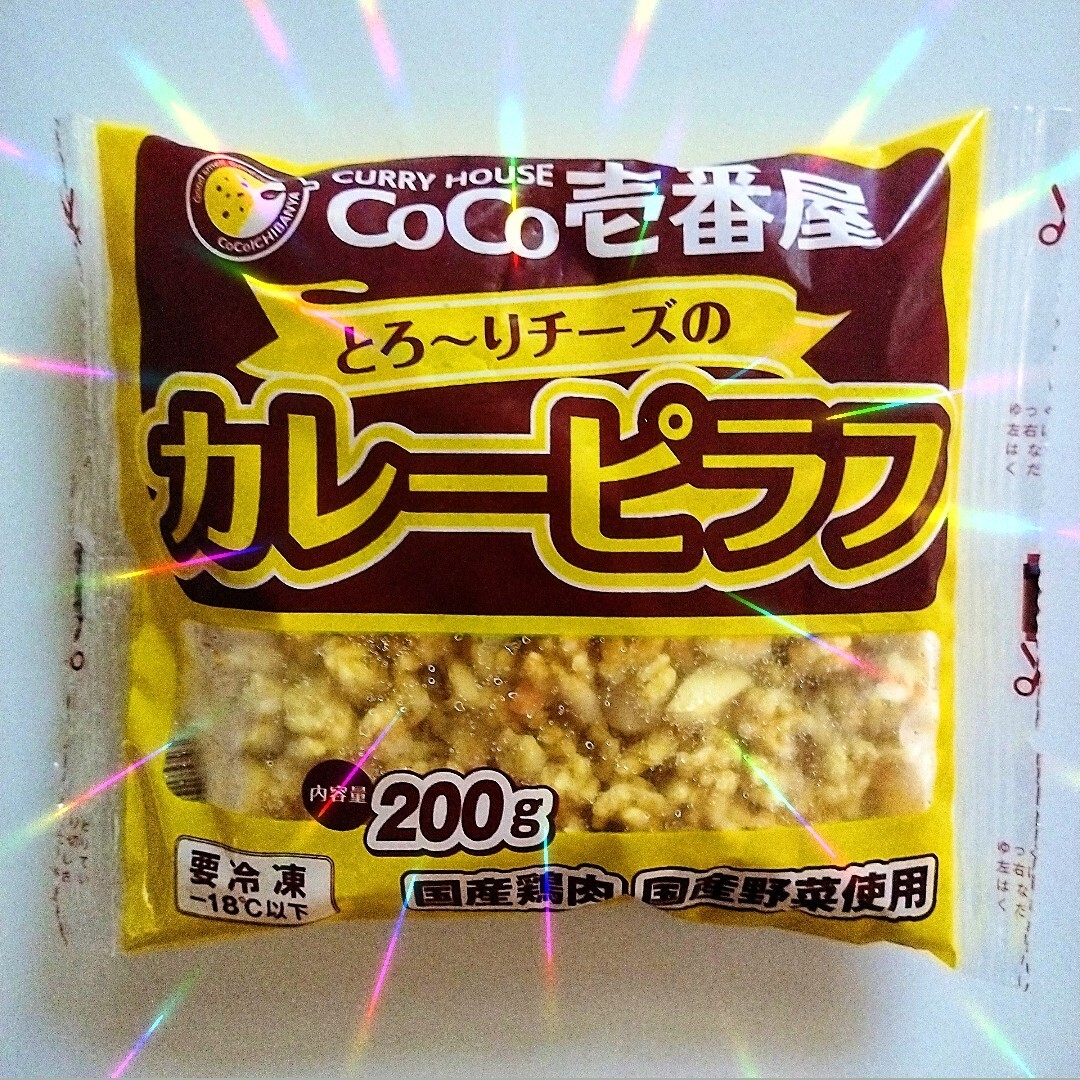 CoCoICHIBANYA
CURRY HOUSE
CoCo壱番屋
とろ〜りチーズの
カレーピラフ
内容量
200g
要冷凍
-18℃以下
国産鶏肉 国産野菜使用